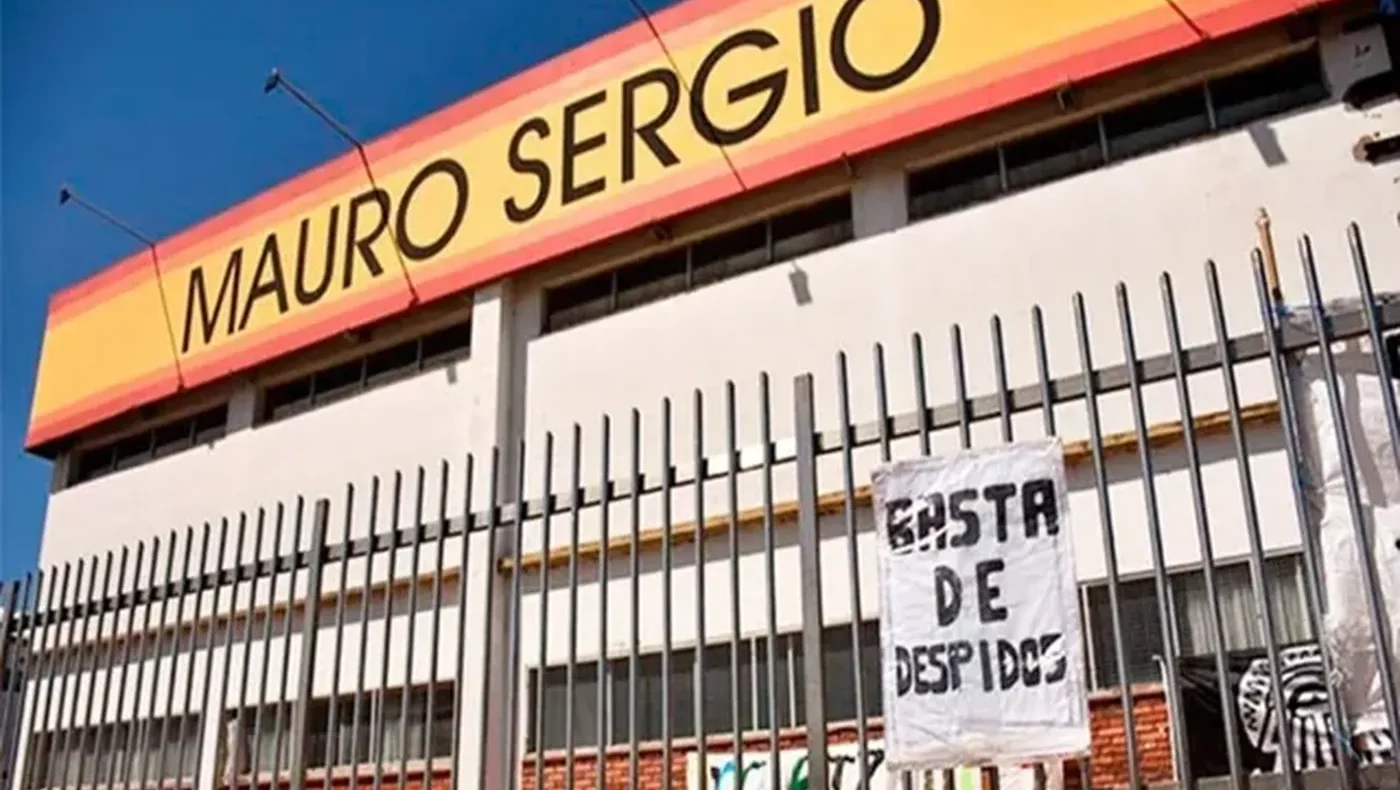 MAURO SERGIO
BASTA
DE
DESPIDOS